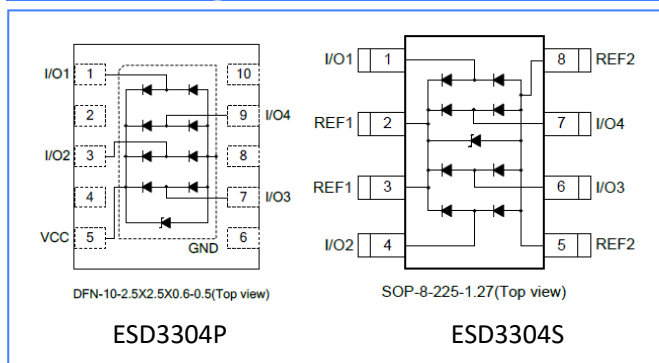 I/O1 1 10
2 9 I/O4
I/O2 3 8
4 7 I/O3
VCC 5 GND 6
DFN-10-2.5X2.5X0.6-0.5(Top view)
ESD3304P
I/O1 1 8 REF2
REF1 2 7 I/O4
REF1 3 6 I/O3
I/O2 4 5 REF2
SOP-8-225-1.27(Top view)
ESD3304S